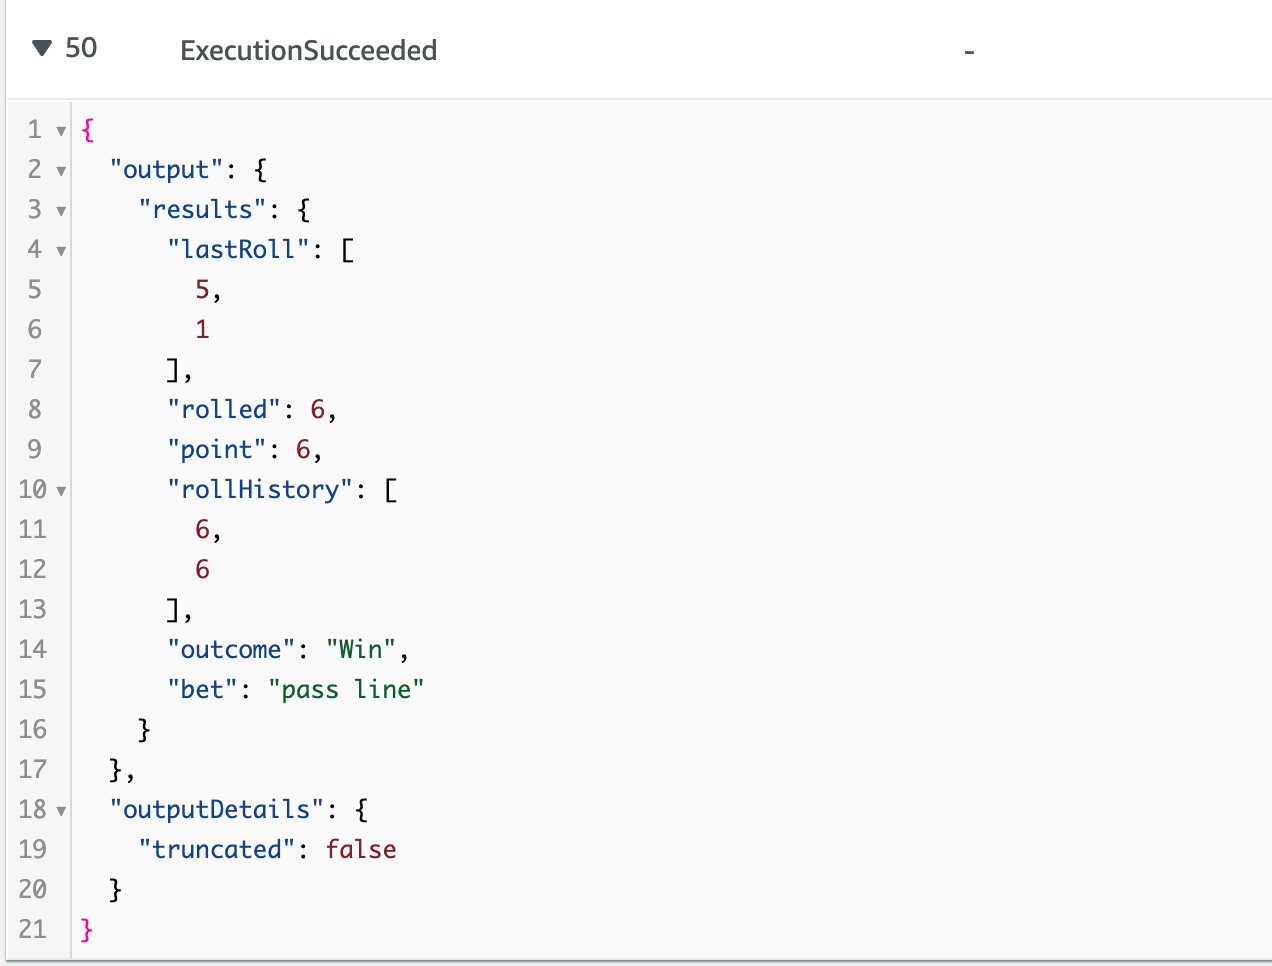 ▼ 50 ExecutionSucceeded -
1 ▾ {
2 ▾   "output": {
3 ▾     "results": {
4 ▾       "lastRoll": [
5         5,
6         1
7       ],
8       "rolled": 6,
9       "point": 6,
10 ▾       "rollHistory": [
11         6,
12         6
13       ],
14       "outcome": "Win",
15       "bet": "pass line"
16     }
17   },
18 ▾   "outputDetails": {
19     "truncated": false
20   }
21 }